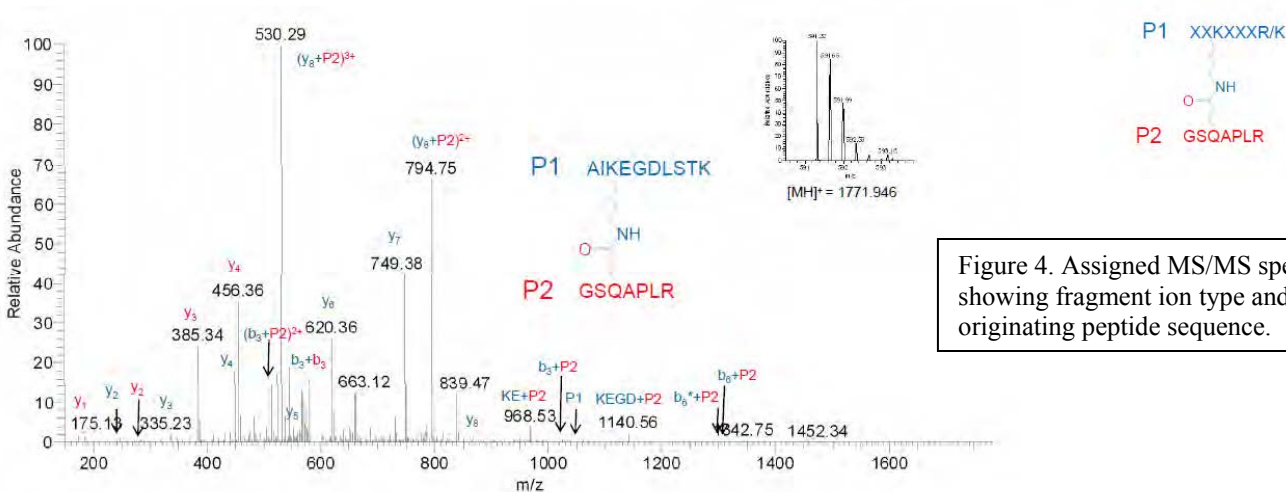 530.29
(y8+P2)3+
(y8+P2)2+
794.75
P1 AIKEGDLSTK
NH
O
P2 GSQAPLR
y7
749.38
y4
456.36
y3
385.34
(b3+P2)2+
y6
620.36
y4
b3+b3
663.12
y5
y1
175.13
y2
y2
y3
335.23
839.47
y8
KE+P2
968.53
b3+P2
P1
KEGD+P2
1140.56
b6*+P2
b6+P2
1452.34
Relative Abundance
100
90
80
70
60
50
40
30
20
10
0
200
400
600
800
1000
1200
1400
1600
m/z
[MH]+ = 1771.946
P1 XXKXXXR/K
NH
O
P2 GSQAPLR
Figure 4. Assigned MS/MS spe
showing fragment ion type and
originating peptide sequence.